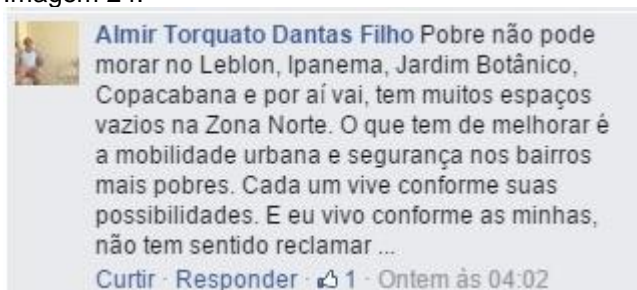 Almir Torquato Dantas Filho Pobre não pode
morar no Leblon, Ipanema, Jardim Botânico,
Copacabana e por aí vai, tem muitos espaços
vazios na Zona Norte. O que tem de melhorar é
a mobilidade urbana e segurança nos bairros
mais pobres. Cada um vive conforme suas
possibilidades. E eu vivo conforme as minhas,
não tem sentido reclamar ...
Curtir · Responder · 1 · Ontem às 04:02